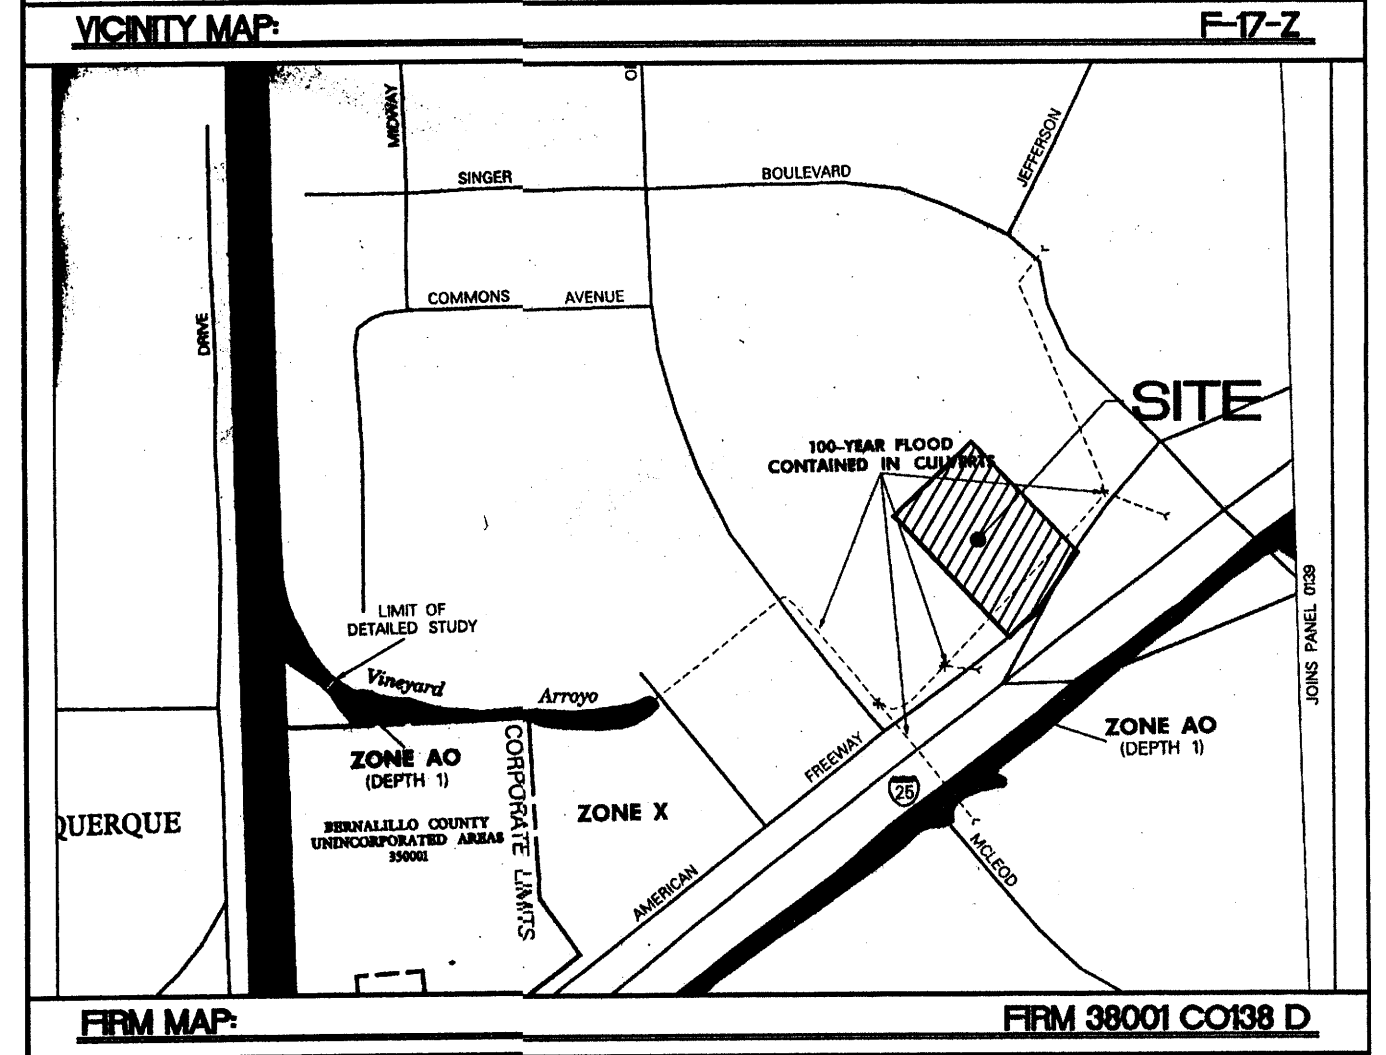 VICINITY MAP: F-17-Z
MIDWAY
SINGER BOULEVARD
JEFFERSON
DRIVE
COMMONS AVENUE
SITE
100-YEAR FLOOD
CONTAINED IN CULVERTS
LIMIT OF
DETAILED STUDY
Vineyard Arroyo
JOINS PANEL 0139
ZONE AO
(DEPTH 1)
ZONE AO
(DEPTH 1)
CORPORATE LIMITS
FREEWAY
25
ZONE X
QUERQUE
BERNALILLO COUNTY
UNINCORPORATED AREAS
350001
AMERICAN
MCLEOD
FIRM MAP: FIRM 38001 CO138 D